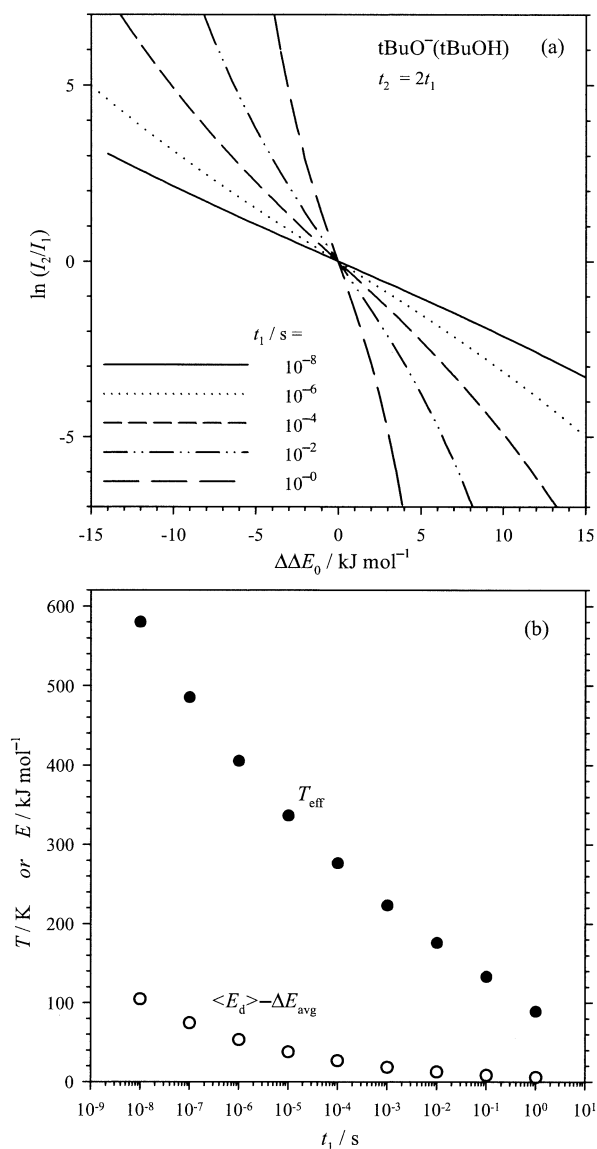 tBuO⁻(tBuOH) (a)
t₂ = 2t₁
5
0
-5
ln (I₂/I₁)
t₁ / s =
10⁻⁸
10⁻⁶
10⁻⁴
10⁻²
10⁻⁰
-15 -10 -5 0 5 10 15
ΔΔE₀ / kJ mol⁻¹
(b)
600
500
400
300
200
100
0
T / K or E / kJ mol⁻¹
T_eff
<E_d>−ΔE_avg
10⁻⁹ 10⁻⁸ 10⁻⁷ 10⁻⁶ 10⁻⁵ 10⁻⁴ 10⁻³ 10⁻² 10⁻¹ 10⁰ 10¹
t₁ / s